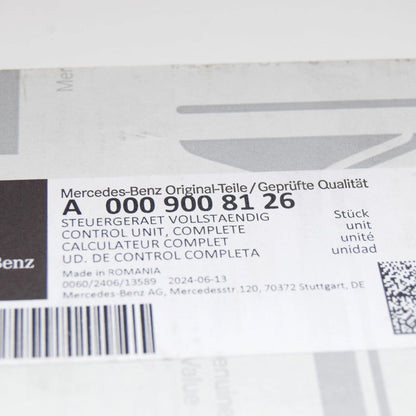 Mercedes-Benz Original-Teile / Geprüfte Qualität
A 000 900 81 26
STEUERGERAET VOLLSTAENDIG Stück
CONTROL UNIT, COMPLETE unit
CALCULATEUR COMPLET unité
UD. DE CONTROL COMPLETA unidad
Benz
Made in ROMANIA
0060/2406/13589 2024-06-13
Mercedes-Benz AG, Mercedesstr.120, 70372 Stuttgart, DE